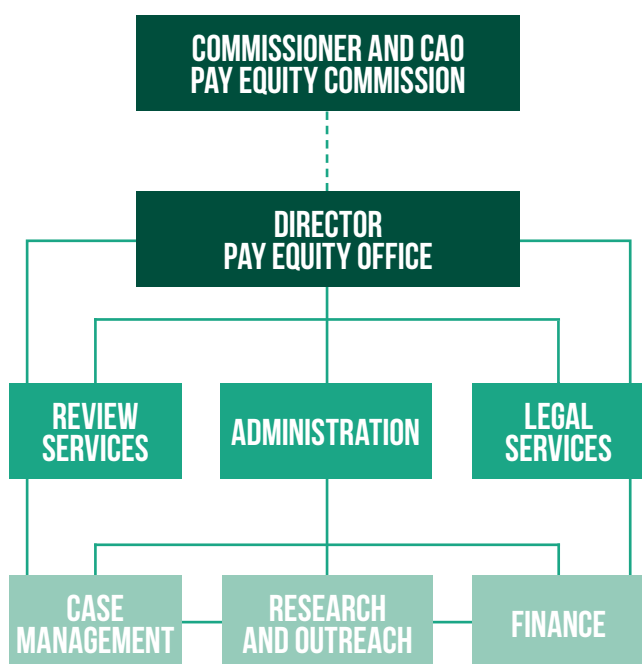 COMMISSIONER AND CAO
PAY EQUITY COMMISSION
DIRECTOR
PAY EQUITY OFFICE
REVIEW
SERVICES
ADMINISTRATION
LEGAL
SERVICES
CASE
MANAGEMENT
RESEARCH
AND OUTREACH
FINANCE